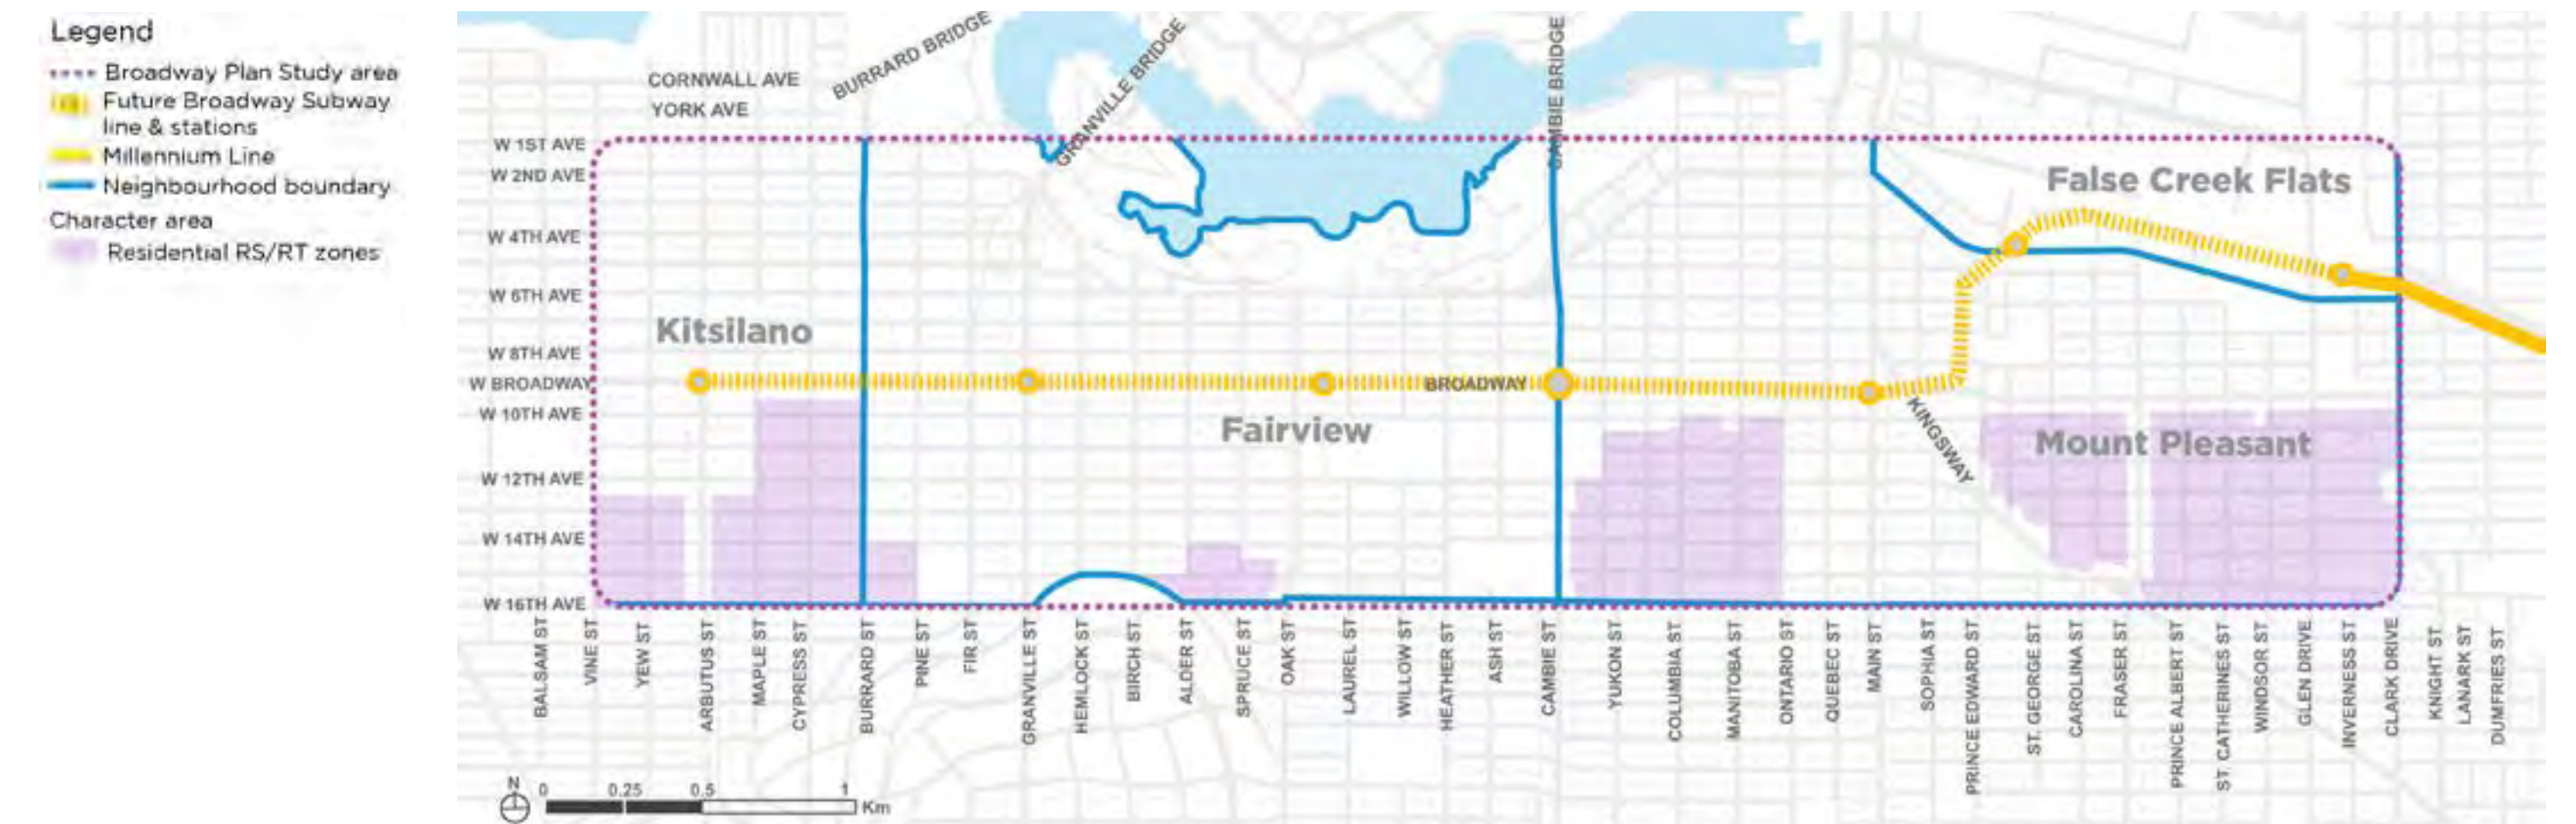 Legend
Broadway Plan Study area
Future Broadway Subway
line & stations
Millennium Line
Neighbourhood boundary
Character area
Residential RS/RT zones
CORNWALL AVE
YORK AVE
BURRARD BRIDGE
GRANVILLE BRIDGE
CAMBIE BRIDGE
W 1ST AVE
W 2ND AVE
W 4TH AVE
W 6TH AVE
W 8TH AVE
W BROADWAY
W 10TH AVE
W 12TH AVE
W 14TH AVE
W 16TH AVE
False Creek Flats
Kitsilano
BROADWAY
Fairview
KINGSWAY
Mount Pleasant
BALSAM ST
VINE ST
YEW ST
ARBUTUS ST
MAPLE ST
CYPRESS ST
BURRARD ST
PINE ST
FIR ST
GRANVILLE ST
HEMLOCK ST
BIRCH ST
ALDER ST
SPRUCE ST
OAK ST
LAUREL ST
WILLOW ST
HEATHER ST
ASH ST
CAMBIE ST
YUKON ST
COLUMBIA ST
MANITOBA ST
ONTARIO ST
QUEBEC ST
MAIN ST
SOPHIA ST
PRINCE EDWARD ST
ST. GEORGE ST
CAROLINA ST
FRASER ST
PRINCE ALBERT ST
ST. CATHERINES ST
WINDSOR ST
GLEN DRIVE
INVERNESS ST
CLARK DRIVE
KNIGHT ST
LANARK ST
DUMFRIES ST
N
0 0.25 0.5 1
Km